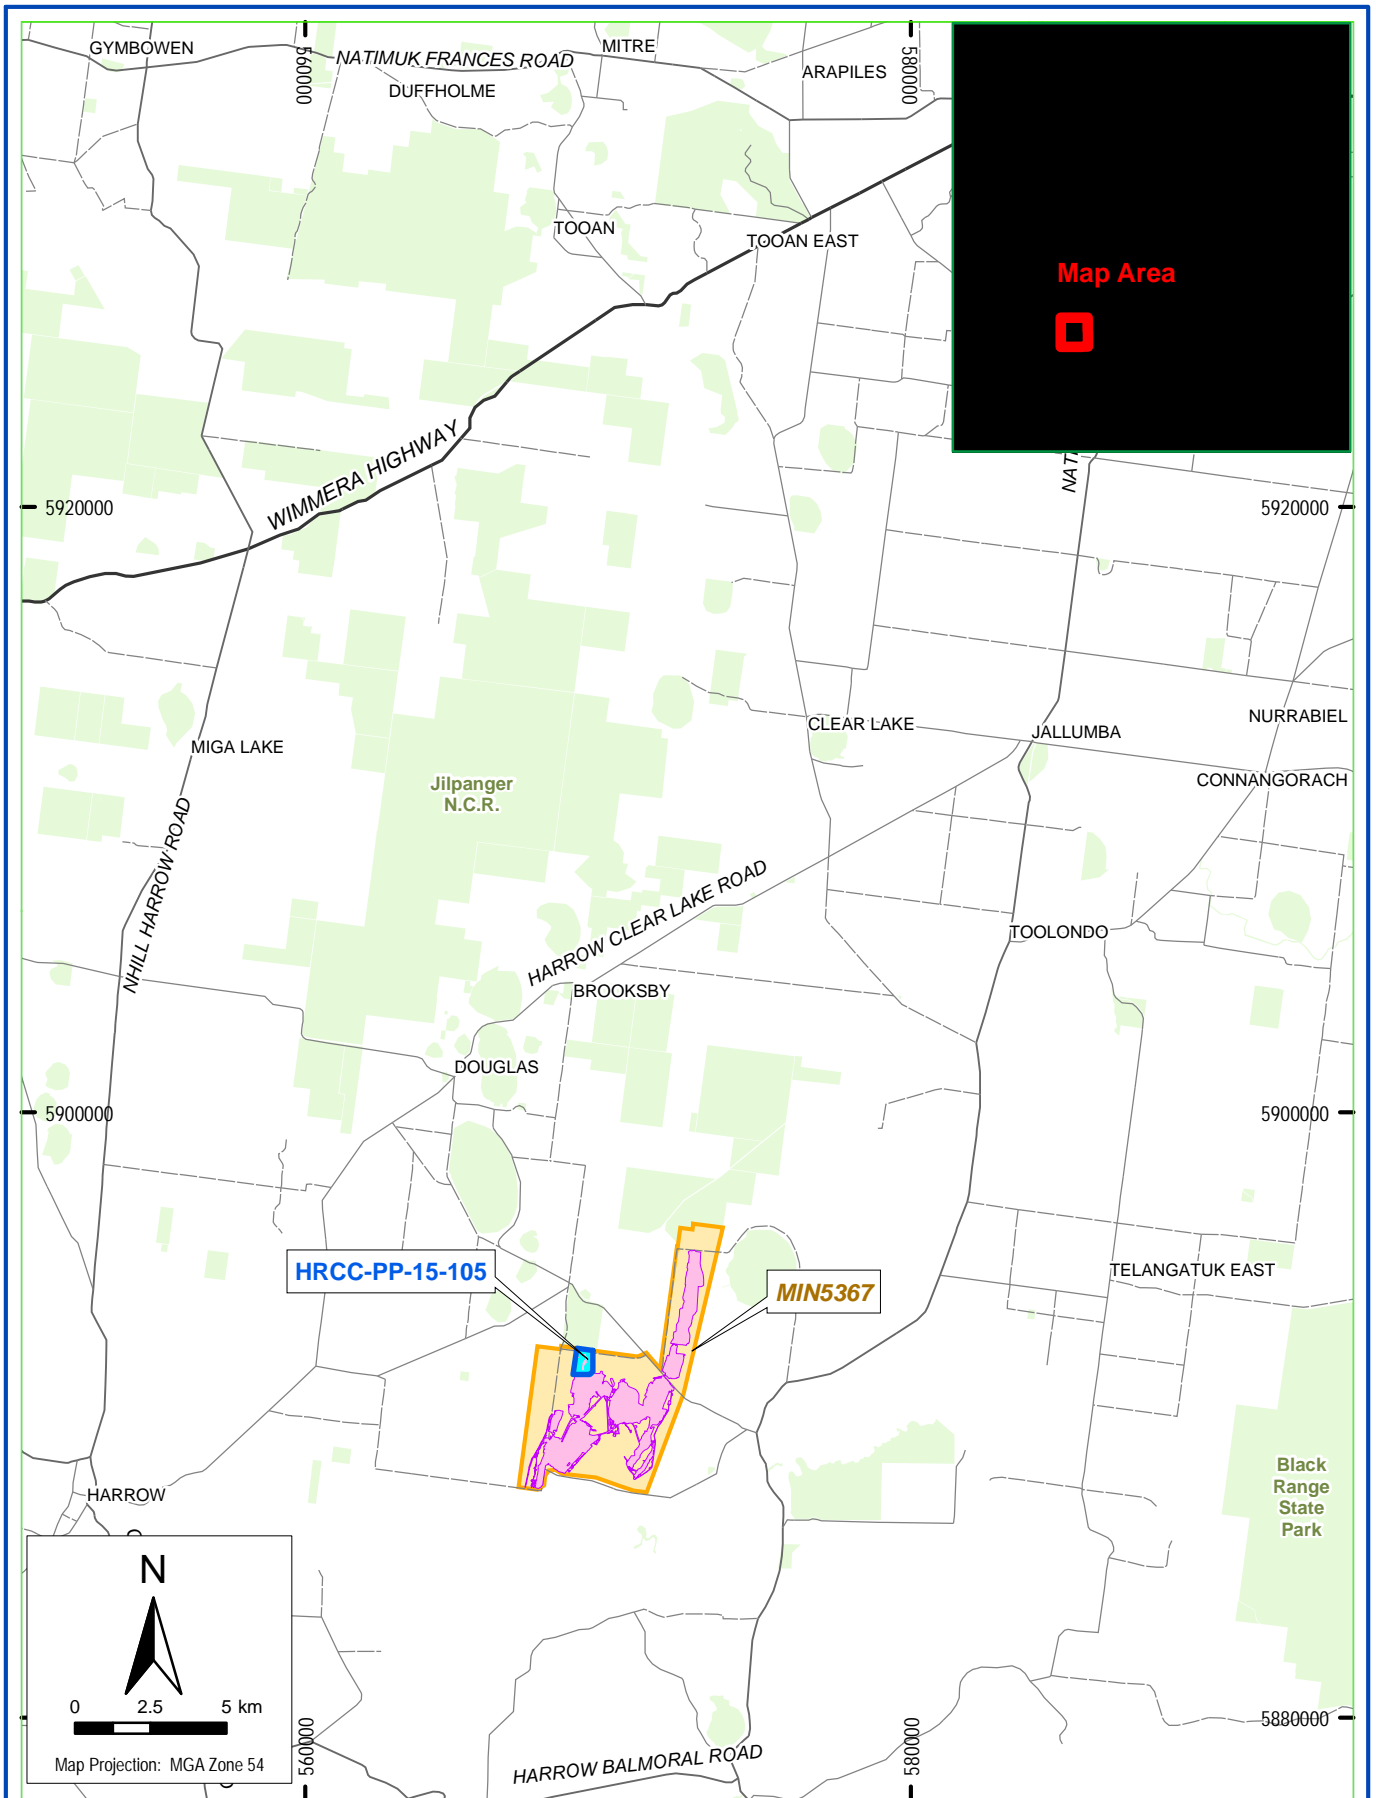 GYMBOWEN
NATIMUK FRANCES ROAD
MITRE
DUFFHOLME
ARAPILES
560000
580000
TOOAN
TOOAN EAST
Map Area
WIMMERA HIGHWAY
5920000
5920000
CLEAR LAKE
JALLUMBA
NURRABIEL
MIGA LAKE
CONNANGORACH
Jilpanger
N.C.R.
NHILL HARROW ROAD
HARROW CLEAR LAKE ROAD
TOOLONDO
BROOKSBY
DOUGLAS
5900000
5900000
HRCC-PP-15-105
MIN5367
TELANGATUK EAST
HARROW
Black
Range
State
Park
N
0 2.5 5 km
Map Projection: MGA Zone 54
560000
580000
5880000
HARROW BALMORAL ROAD